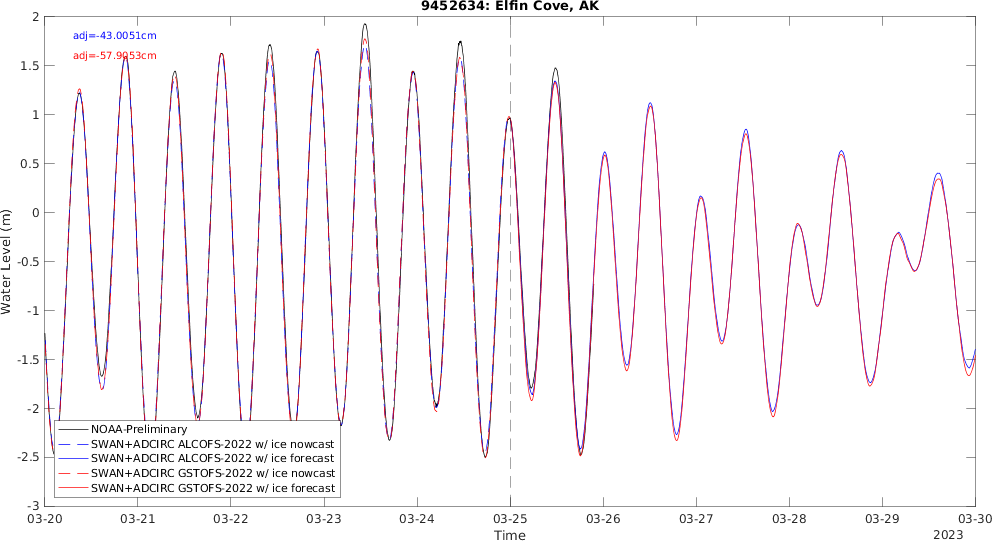 9452634: Elfin Cove, AK
adj=-43.0051cm
adj=-57.9053cm
2
1.5
1
0.5
0
-0.5
-1
-1.5
-2
-2.5
-3
Water Level (m)
NOAA-Preliminary
SWAN+ADCIRC ALCOFS-2022 w/ ice nowcast
SWAN+ADCIRC ALCOFS-2022 w/ ice forecast
SWAN+ADCIRC GSTOFS-2022 w/ ice nowcast
SWAN+ADCIRC GSTOFS-2022 w/ ice forecast
03-20 03-21 03-22 03-23 03-24 03-25 03-26 03-27 03-28 03-29 03-30
Time
2023